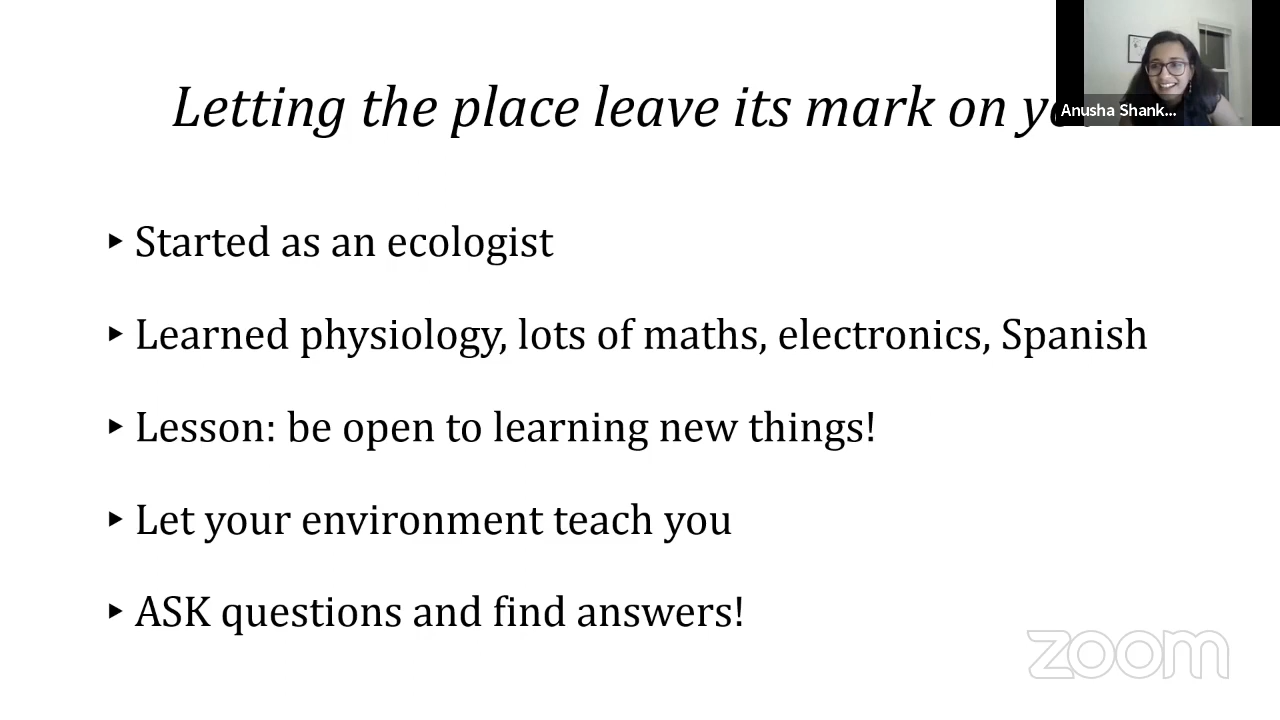 Letting the place leave its mark on
Anusha Shank...
Started as an ecologist
Learned physiology, lots of maths, electronics, Spanish
Lesson: be open to learning new things!
Let your environment teach you
ASK questions and find answers!
zoom